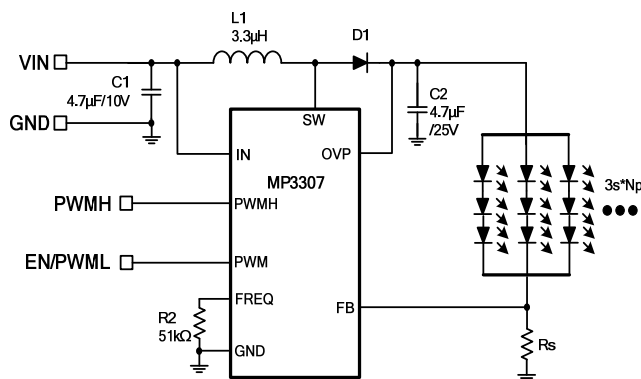 L1
3.3µH
D1
VIN
C1
4.7µF/10V
GND
SW
C2
4.7µF
/25V
IN
OVP
MP3307
3s*Np
PWMH
PWMH
EN/PWML
PWM
FREQ
R2
51kΩ
FB
GND
Rs